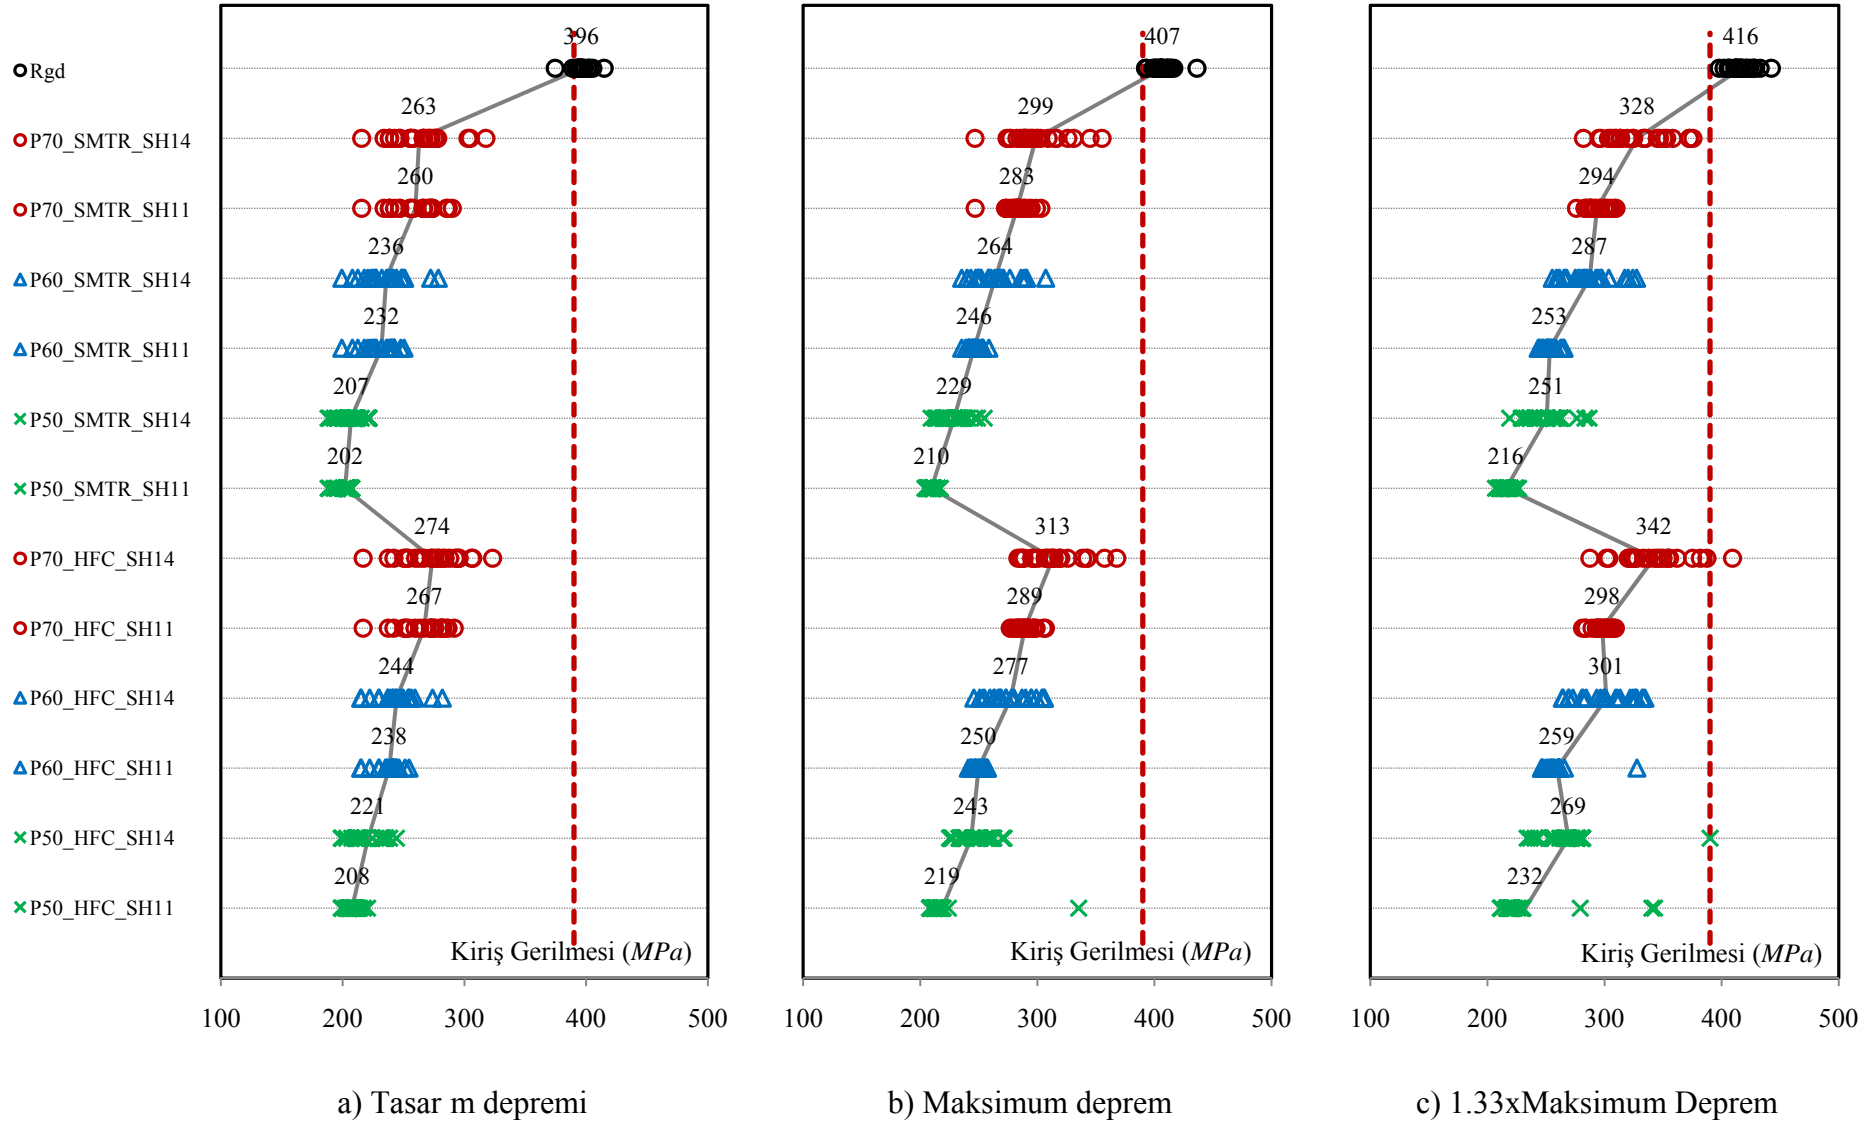 396 407 416
Rgd
263 299 328
P70_SMTR_SH14
260 283 294
P70_SMTR_SH11
236 264 287
P60_SMTR_SH14
232 246 253
P60_SMTR_SH11
207 229 251
P50_SMTR_SH14
202 210 216
P50_SMTR_SH11
274 313 342
P70_HFC_SH14
267 289 298
P70_HFC_SH11
244 277 301
P60_HFC_SH14
238 250 259
P60_HFC_SH11
221 243 269
P50_HFC_SH14
208 219 232
P50_HFC_SH11
Kiriş Gerilmesi (MPa) Kiriş Gerilmesi (MPa) Kiriş Gerilmesi (MPa)
100 200 300 400 500 100 200 300 400 500 100 200 300 400 500
a) Tasar m depremi b) Maksimum deprem c) 1.33xMaksimum Deprem